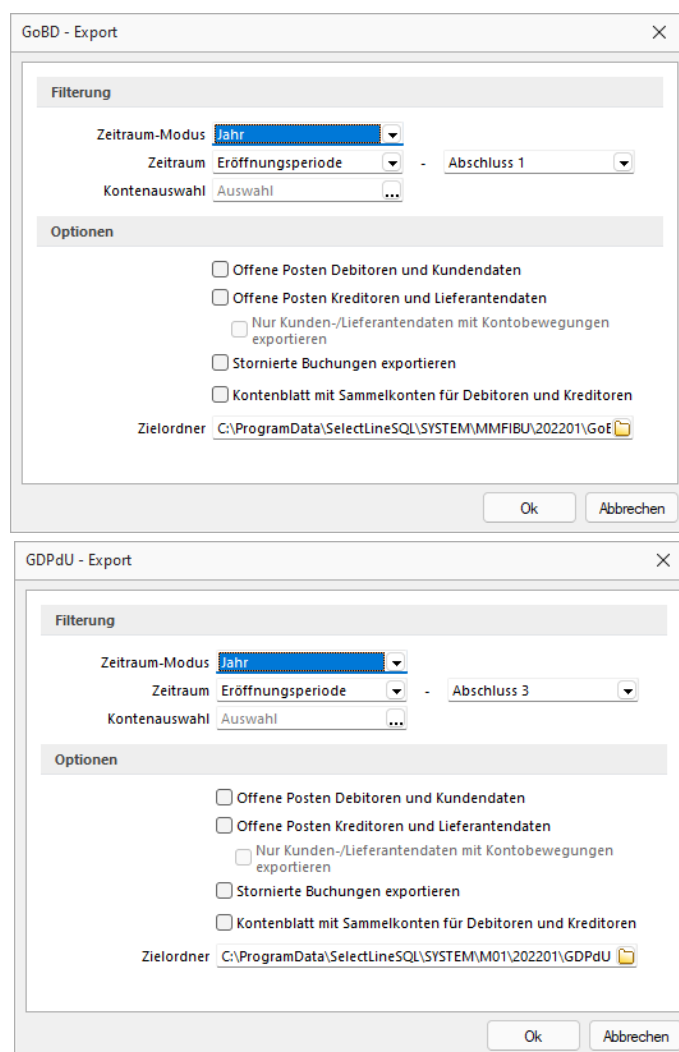 GoBD - Export
Filterung
Zeitraum-Modus Jahr
Zeitraum Eröffnungsperiode - Abschluss 1
Kontenauswahl Auswahl ...
Optionen
Offene Posten Debitoren und Kundendaten
Offene Posten Kreditoren und Lieferantendaten
Nur Kunden-/Lieferantendaten mit Kontobewegungen
exportieren
Stornierte Buchungen exportieren
Kontenblatt mit Sammelkonten für Debitoren und Kreditoren
Zielordner C:\ProgramData\SelectLineSQL\SYSTEM\MMFIBU\202201\GoE
Ok Abbrechen
GDPdU - Export
Filterung
Zeitraum-Modus Jahr
Zeitraum Eröffnungsperiode - Abschluss 3
Kontenauswahl Auswahl ...
Optionen
Offene Posten Debitoren und Kundendaten
Offene Posten Kreditoren und Lieferantendaten
Nur Kunden-/Lieferantendaten mit Kontobewegungen
exportieren
Stornierte Buchungen exportieren
Kontenblatt mit Sammelkonten für Debitoren und Kreditoren
Zielordner C:\ProgramData\SelectLineSQL\SYSTEM\M01\202201\GDPdU
Ok Abbrechen